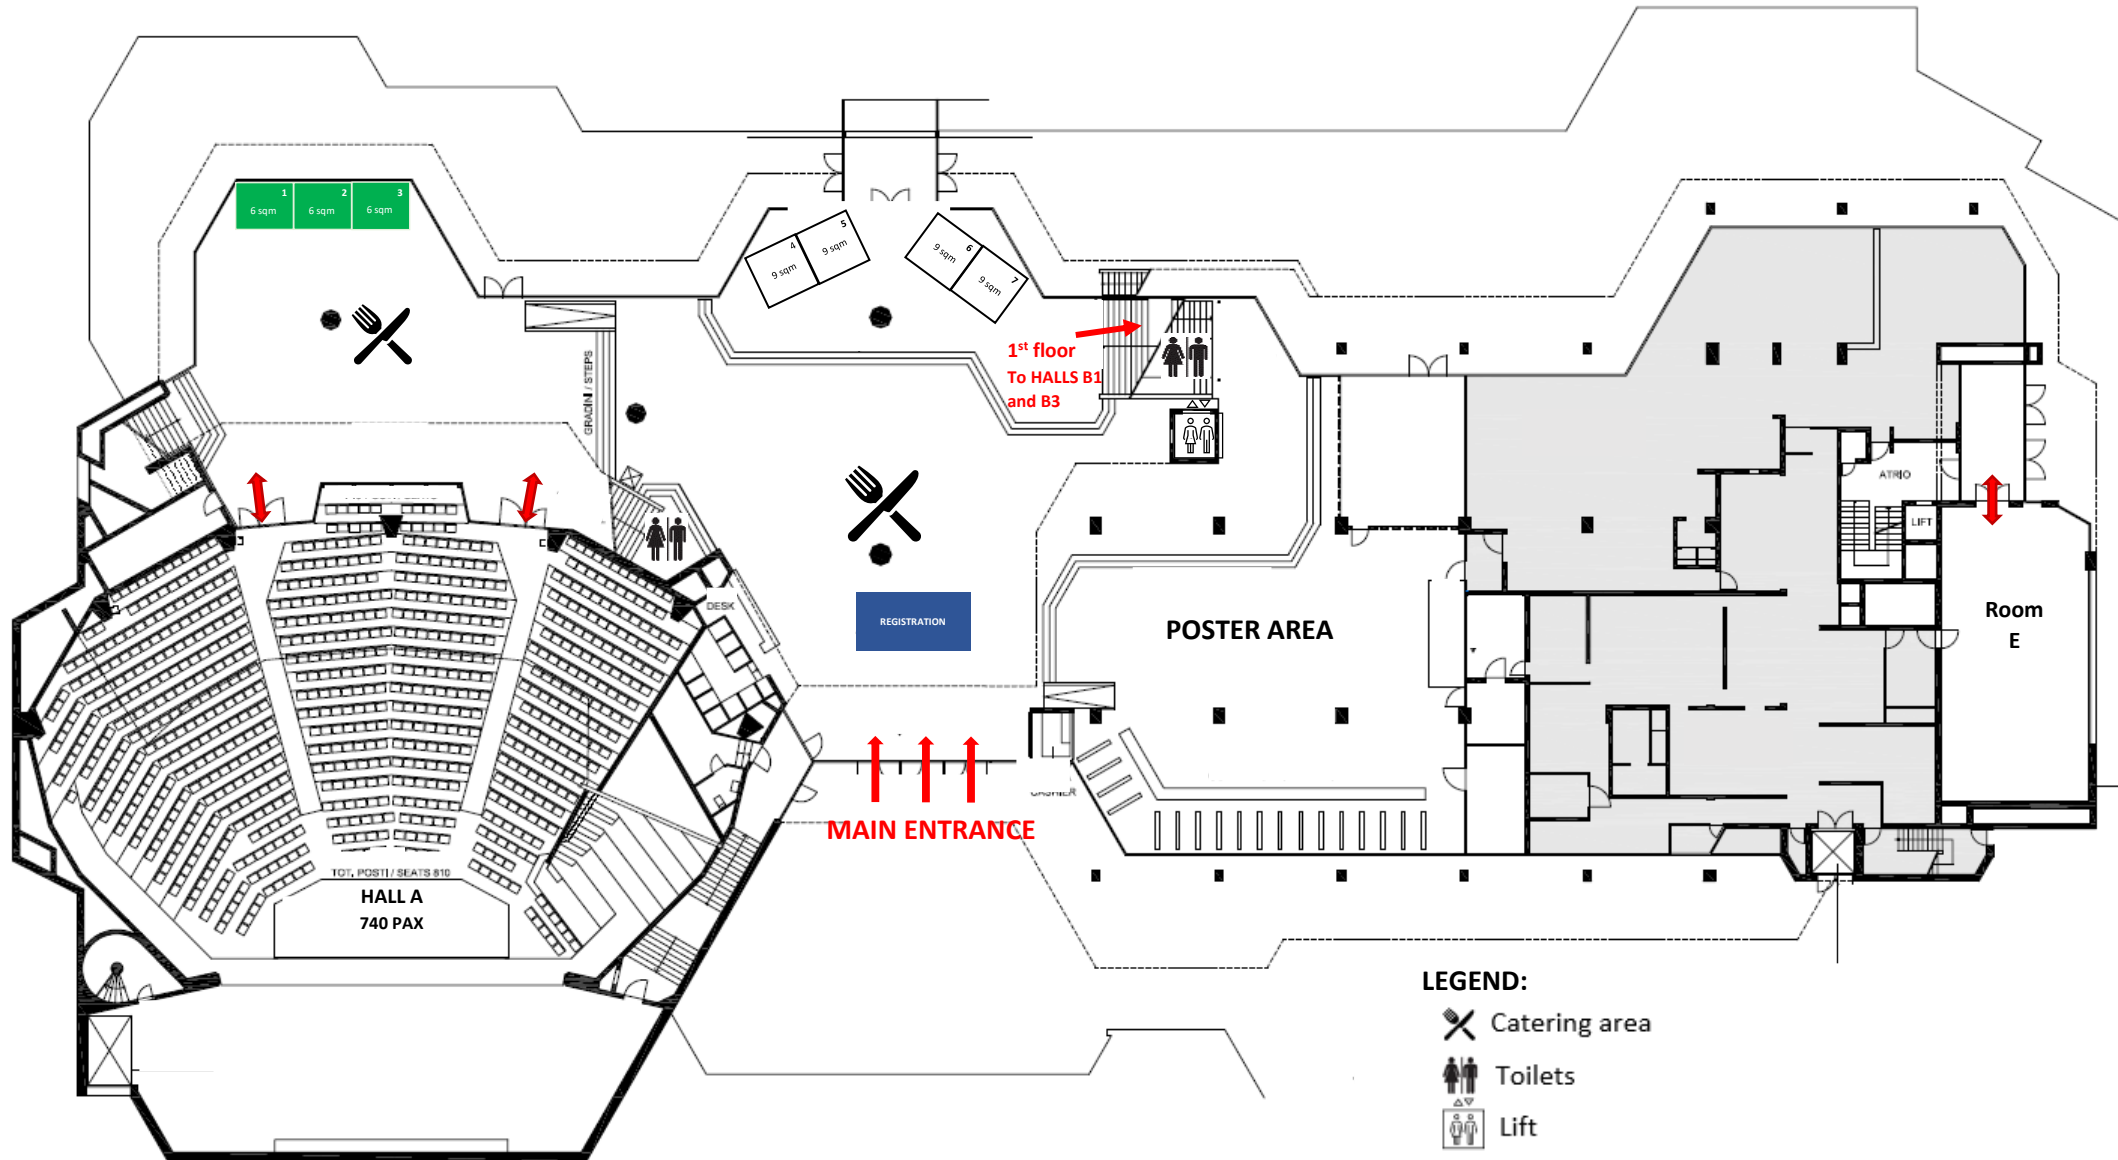 1
6 sqm
2
6 sqm
3
6 sqm
4
9 sqm
5
9 sqm
6
9 sqm
7
9 sqm
GRADINI / STEPS
1st floor
To HALLS B1
and B3
ATRIO
LIFT
DESK
REGISTRATION
POSTER AREA
Room
E
MAIN ENTRANCE
TOT. POSTI / SEATS 810
HALL A
740 PAX
LEGEND:
Catering area
Toilets
Lift